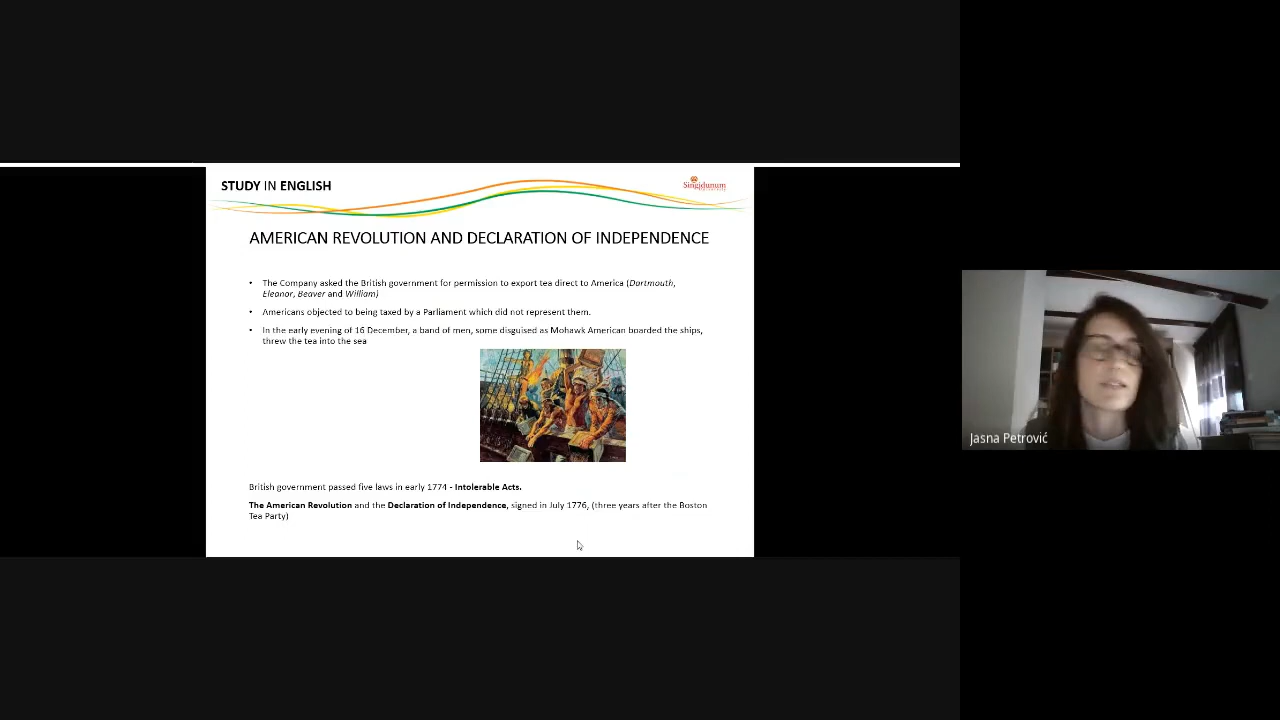 STUDY IN ENGLISH
Singidunum
AMERICAN REVOLUTION AND DECLARATION OF INDEPENDENCE
• The Company asked the British government for permission to export tea direct to America (Dartmouth,
Eleanor, Beaver and William)
• Americans objected to being taxed by a Parliament which did not represent them.
• In the early evening of 16 December, a band of men, some disguised as Mohawk American boarded the ships,
threw the tea into the sea
British government passed five laws in early 1774 - Intolerable Acts.
The American Revolution and the Declaration of Independence, signed in July 1776, (three years after the Boston
Tea Party)
Jasna Petrović